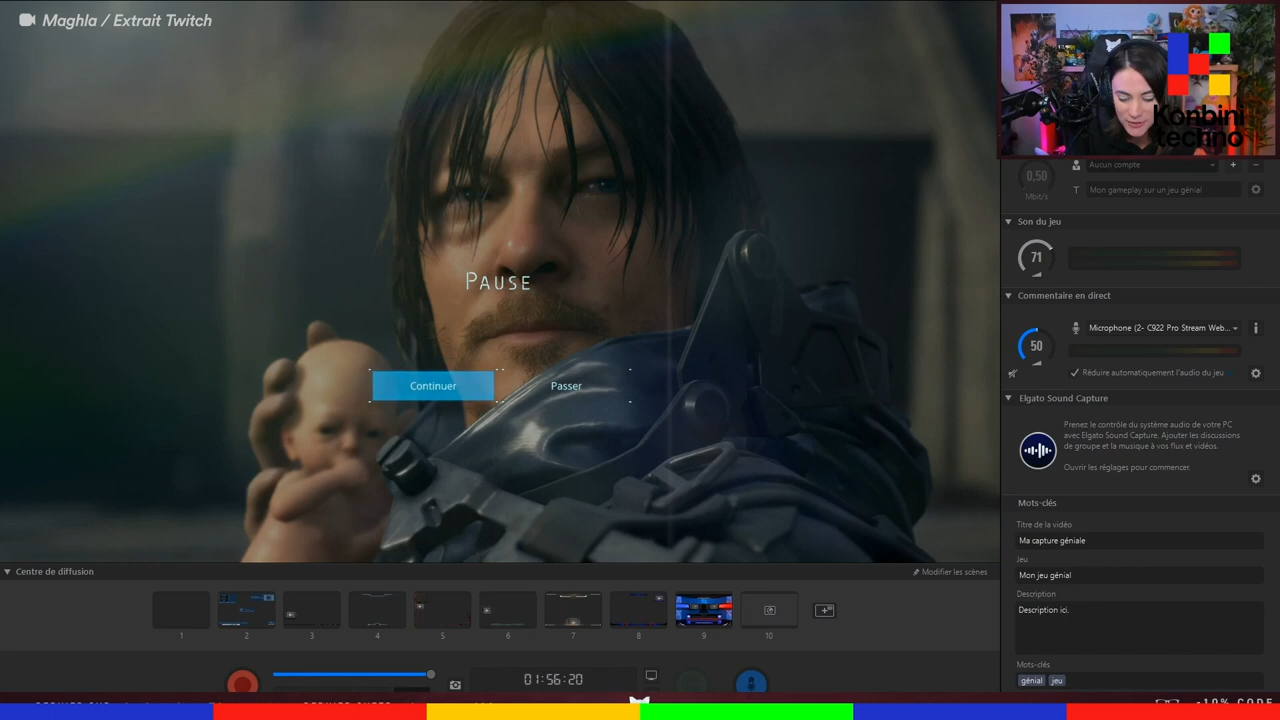 Maghla / Extrait Twitch
Konbini
techno
0,50
Mbit/s
Aucun compte
T Mon gameplay sur un jeu génial
Son du jeu
71
Commentaire en direct
50
Microphone (2- C922 Pro Stream Web...
Réduire automatiquement l'audio du jeu
Elgato Sound Capture
Prenez le contrôle du système audio de votre PC
avec Elgato Sound Capture. Ajouter les discussions
de groupe et la musique à vos flux et vidéos.
Ouvrir les réglages pour commencer.
Mots-clés
Titre de la vidéo
Ma capture géniale
Jeu
Mon jeu génial
Description
Description ici.
Mots-clés
génial jeu
PAUSE
Continuer Passer
Centre de diffusion
Modifier les scènes
1 2 3 4 5 6 7 8 9 10
01:56:20